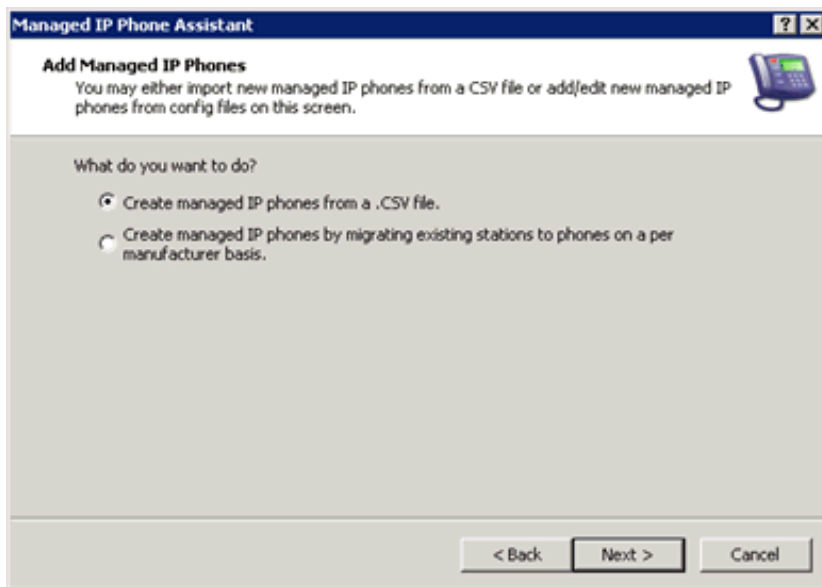 Managed IP Phone Assistant
Add Managed IP Phones
You may either import new managed IP phones from a CSV file or add/edit new managed IP
phones from config files on this screen.
What do you want to do?
Create managed IP phones from a .CSV file.
Create managed IP phones by migrating existing stations to phones on a per
manufacturer basis.
< Back
Next >
Cancel